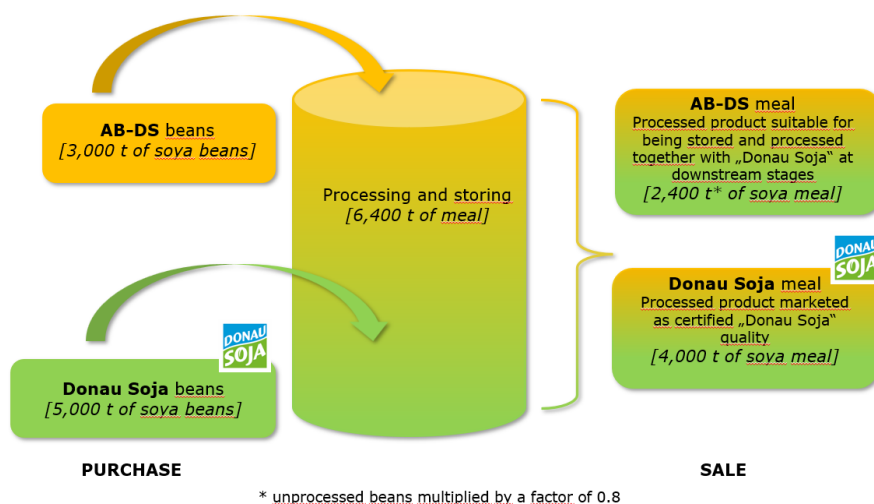 AB-DS beans
[3,000 t of soya beans]
DONAU
SOJA
Donau Soja beans
[5,000 t of soya beans]
PURCHASE
Processing and storing
[6,400 t of meal]
AB-DS meal
Processed product suitable for
being stored and processed
together with „Donau Soja“ at
downstream stages
[2,400 t* of soya meal]
DONAU
SOJA
Donau Soja meal
Processed product marketed
as certified „Donau Soja“
quality
[4,000 t of soya meal]
SALE
* unprocessed beans multiplied by a factor of 0.8